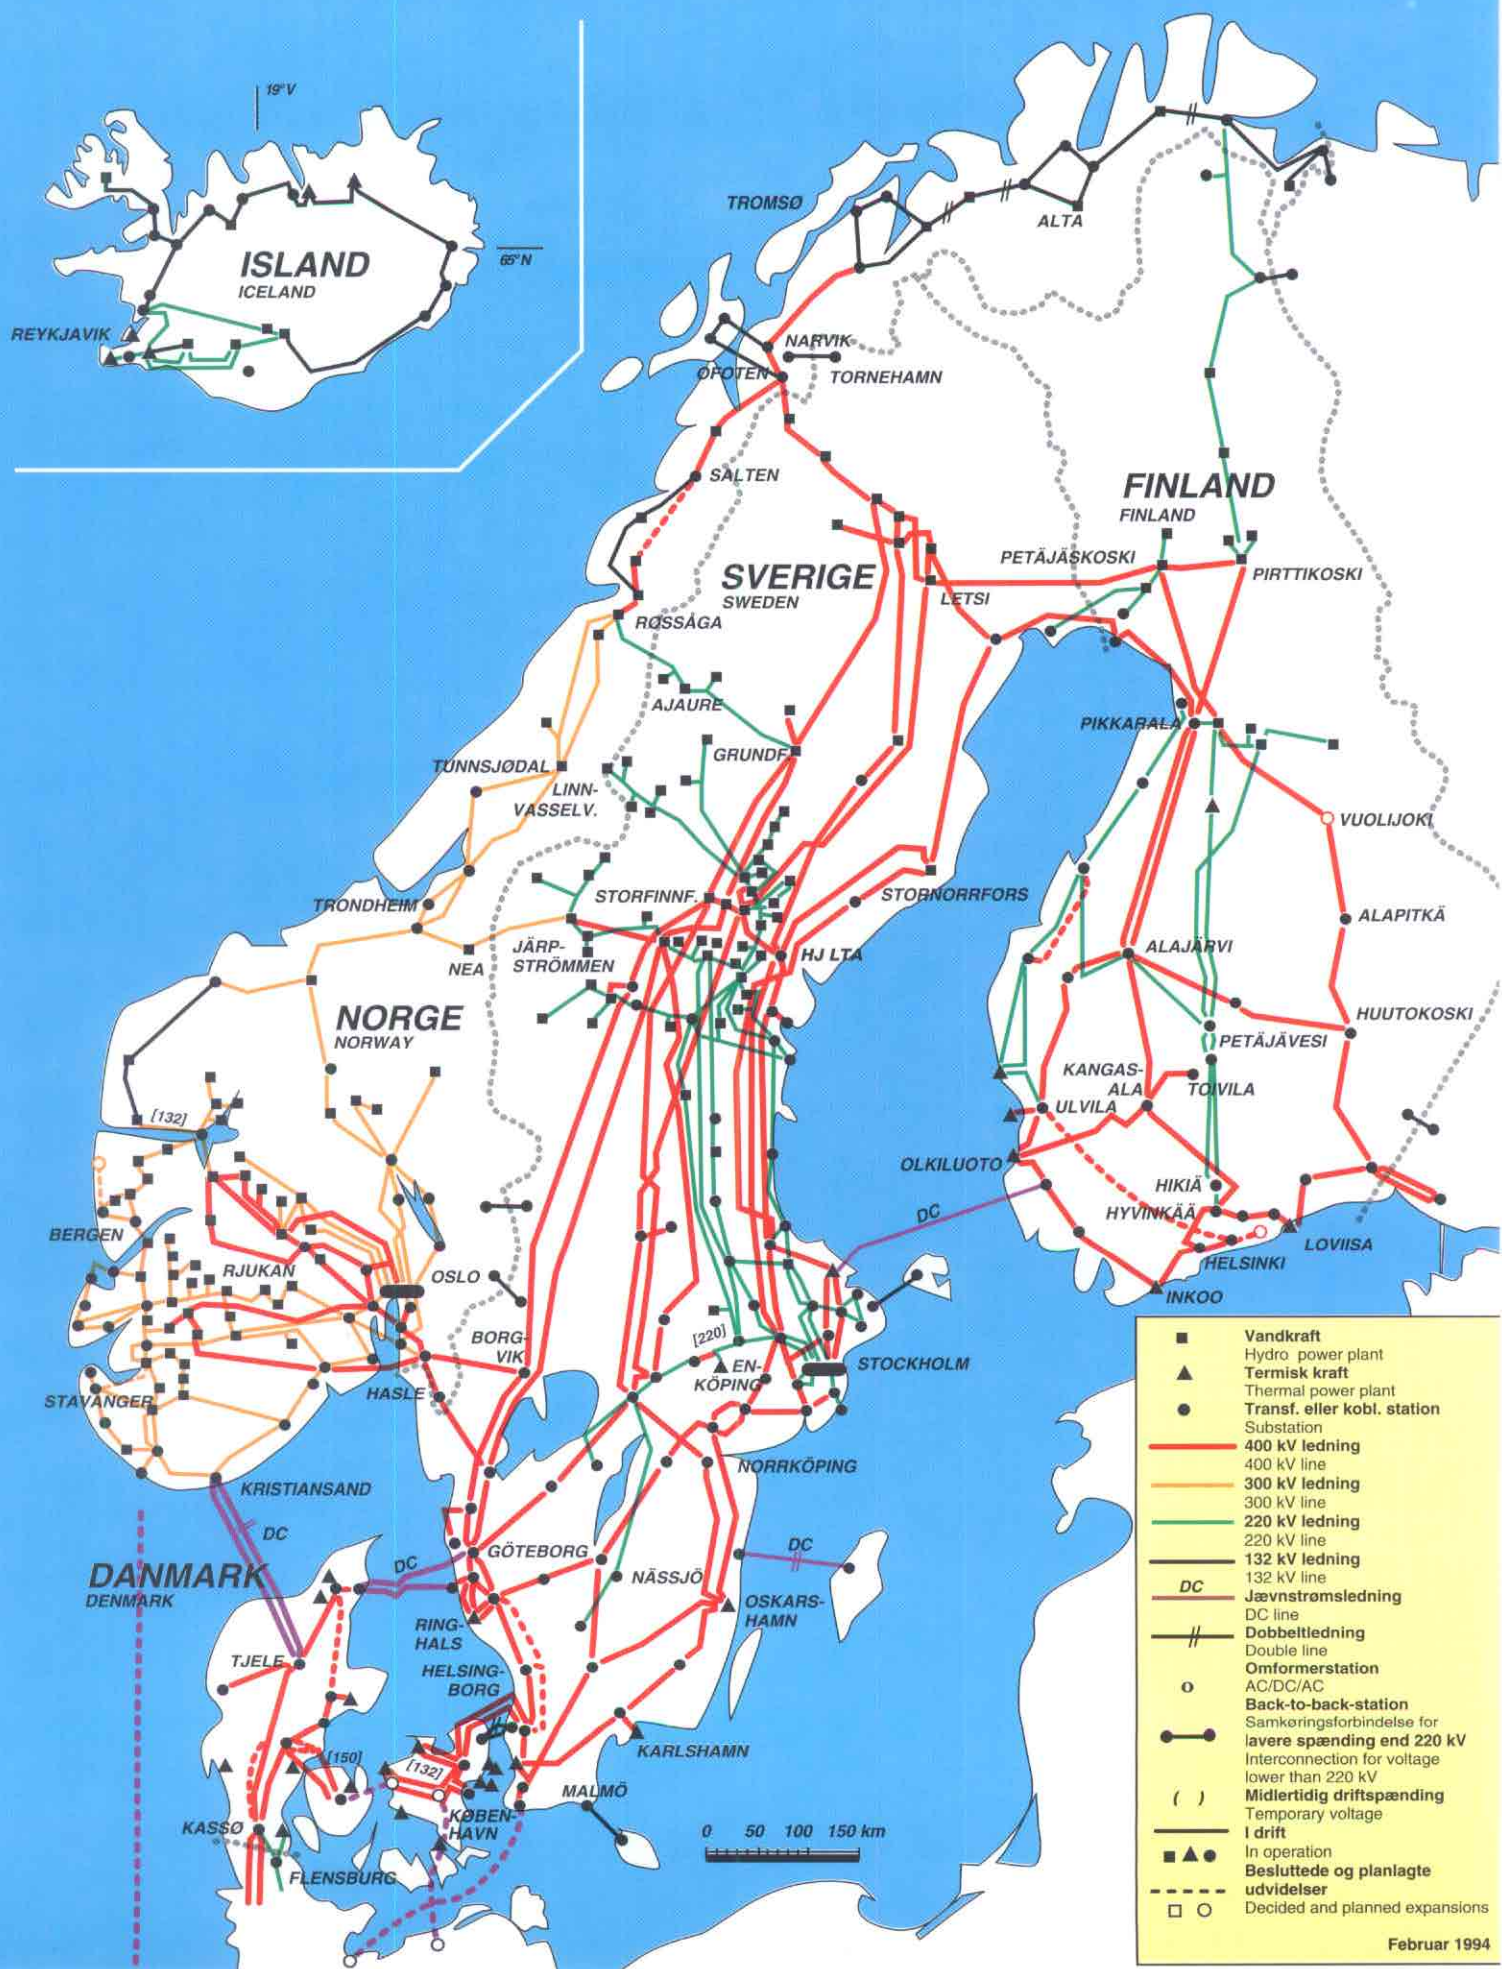 19° V
ISLAND
ICELAND
65° N
REYKJAVIK
TROMSØ
ALTA
NARVIK
OFOTEN
TORNEHAMN
SALTEN
FINLAND
FINLAND
SVERIGE
SWEDEN
PETÄJÄSKOSKI
PIRTTIKOSKI
LETSI
RØSSÅGA
AJAURE
PIKKARALA
GRUNDF.
TUNNSJØDAL
LINN-
VASSELV.
VUOLIJOKI
STORFINNF.
STORNORRFORS
TRONDHEIM
ALAPITKÄ
JÄRP-
STRÖMMEN
NEA
HJ LTA
ALAJÄRVI
NORGE
NORWAY
HUUTOKOSKI
PETÄJÄVESI
KANGAS-
ALA
TOIVILA
[132]
ULVILA
OLKILUOTO
HIKIÄ
HYVINKÄÄ
BERGEN
DC
LOVIISA
HELSINKI
RJUKAN
OSLO
INKOO
BORG-
VIK
[220]
EN-
KÖPING
STOCKHOLM
STAVANGER
HASLE
NORRKÖPING
KRISTIANSAND
DC
DC
GÖTEBORG
DC
DANMARK
DENMARK
NÄSSJÖ
OSKARS-
HAMN
RING-
HALS
TJELE
HELSING-
BORG
KARLSHAMN
[150]
[132]
MALMÖ
KØBEN-
HAVN
KASSØ
FLENSBURG
0 50 100 150 km
Vandkraft
Hydro power plant
Termisk kraft
Thermal power plant
Transf. eller kobl. station
Substation
400 kV ledning
400 kV line
300 kV ledning
300 kV line
220 kV ledning
220 kV line
132 kV ledning
132 kV line
DC Jævnstrømsledning
DC line
Dobbeltledning
Double line
Omformerstation
AC/DC/AC
Back-to-back-station
Samkøringsforbindelse for
lavere spænding end 220 kV
Interconnection for voltage
lower than 220 kV
( ) Midlertidig driftspænding
Temporary voltage
I drift
In operation
Besluttede og planlagte
udvidelser
Decided and planned expansions
Februar 1994